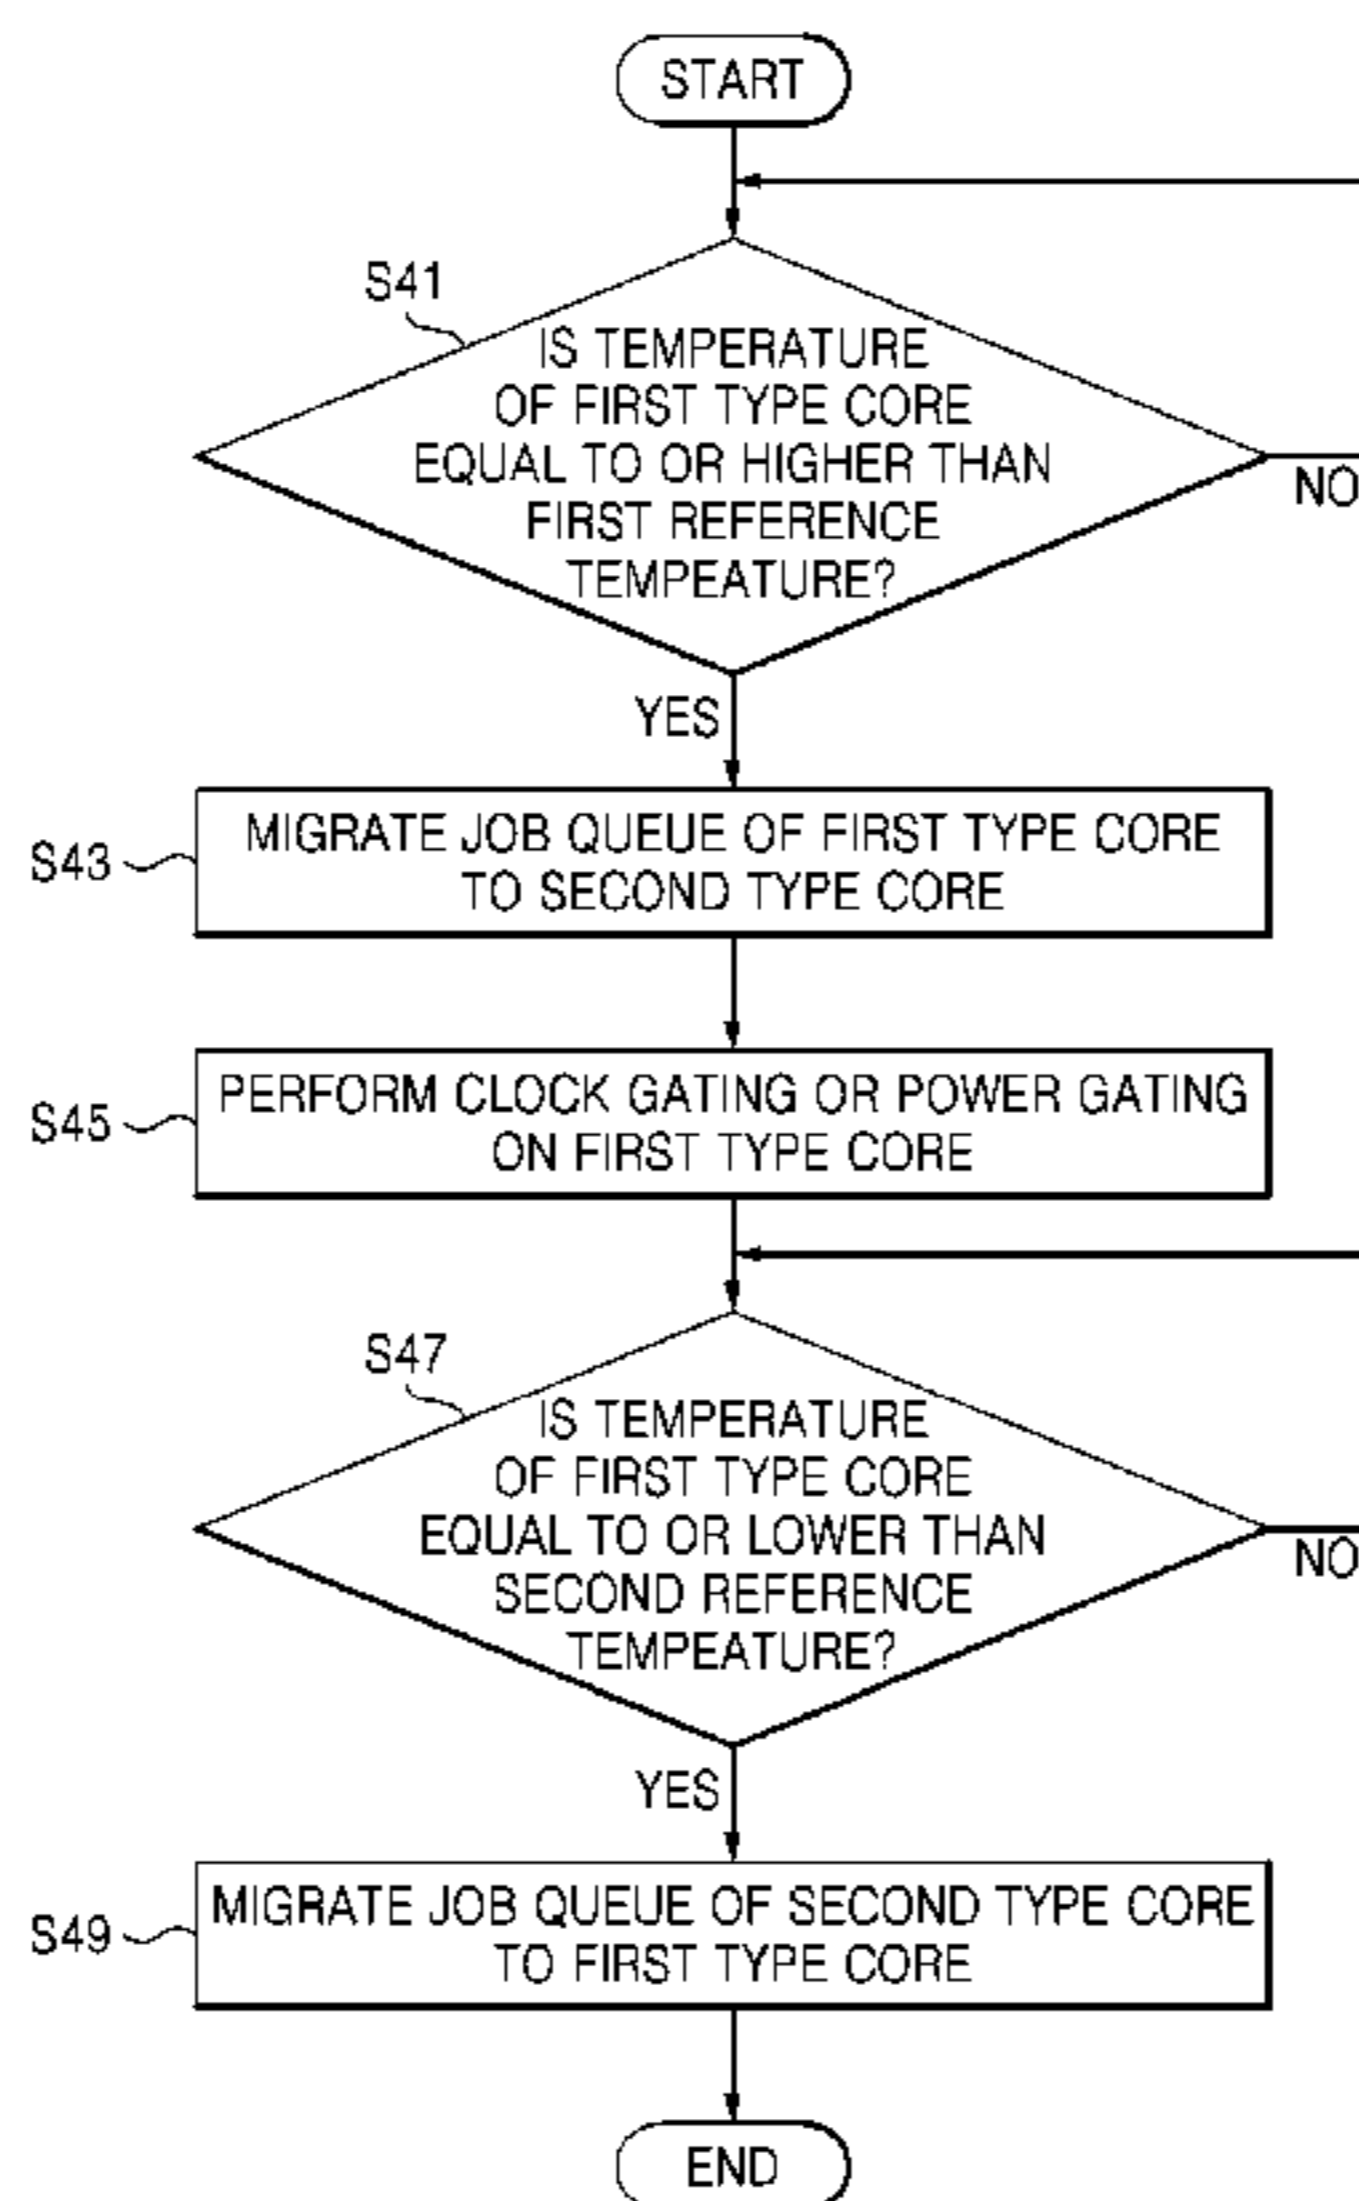 START
S41
IS TEMPERATURE
OF FIRST TYPE CORE
EQUAL TO OR HIGHER THAN
FIRST REFERENCE
TEMPEATURE?
NO
YES
S43
MIGRATE JOB QUEUE OF FIRST TYPE CORE
TO SECOND TYPE CORE
S45
PERFORM CLOCK GATING OR POWER GATING
ON FIRST TYPE CORE
S47
IS TEMPERATURE
OF FIRST TYPE CORE
EQUAL TO OR LOWER THAN
SECOND REFERENCE
TEMPEATURE?
NO
YES
S49
MIGRATE JOB QUEUE OF SECOND TYPE CORE
TO FIRST TYPE CORE
END